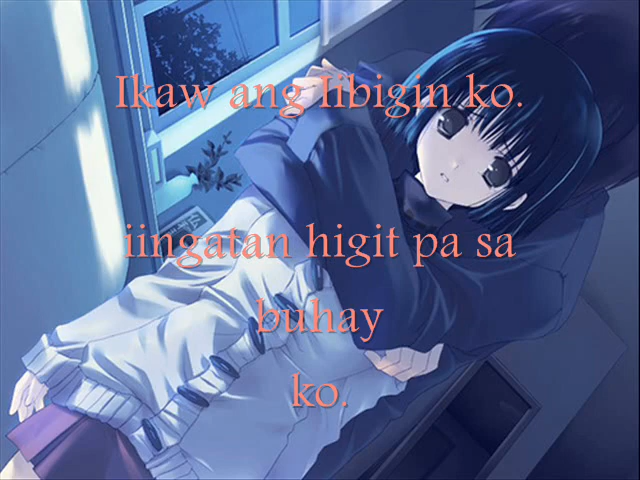 Ikaw ang Iibigin ko.
iingatan higit pa sa
buhay
ko.